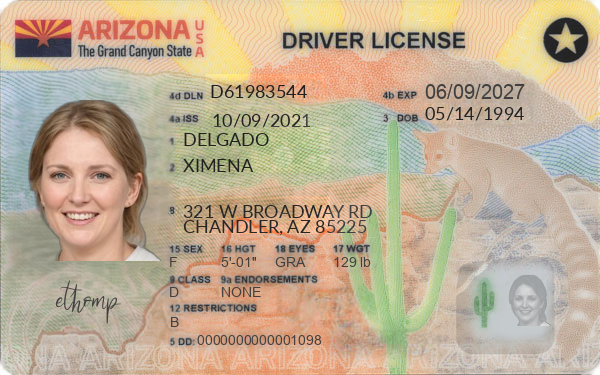 ARIZONA USA
The Grand Canyon State
DRIVER LICENSE
4d DLN D61983544
4b EXP 06/09/2027
4a ISS 10/09/2021
3 DOB 05/14/1994
1 DELGADO
2 XIMENA
8 321 W BROADWAY RD
CHANDLER, AZ 85225
15 SEX 16 HGT 18 EYES 17 WGT
F 5'-01" GRA 129 lb
9 CLASS 9a ENDORSEMENTS
D NONE
12 RESTRICTIONS
B
5 DD: 0000000000001098
ethomp
ARIZONA ARIZONA ARIZONA ARIZONA